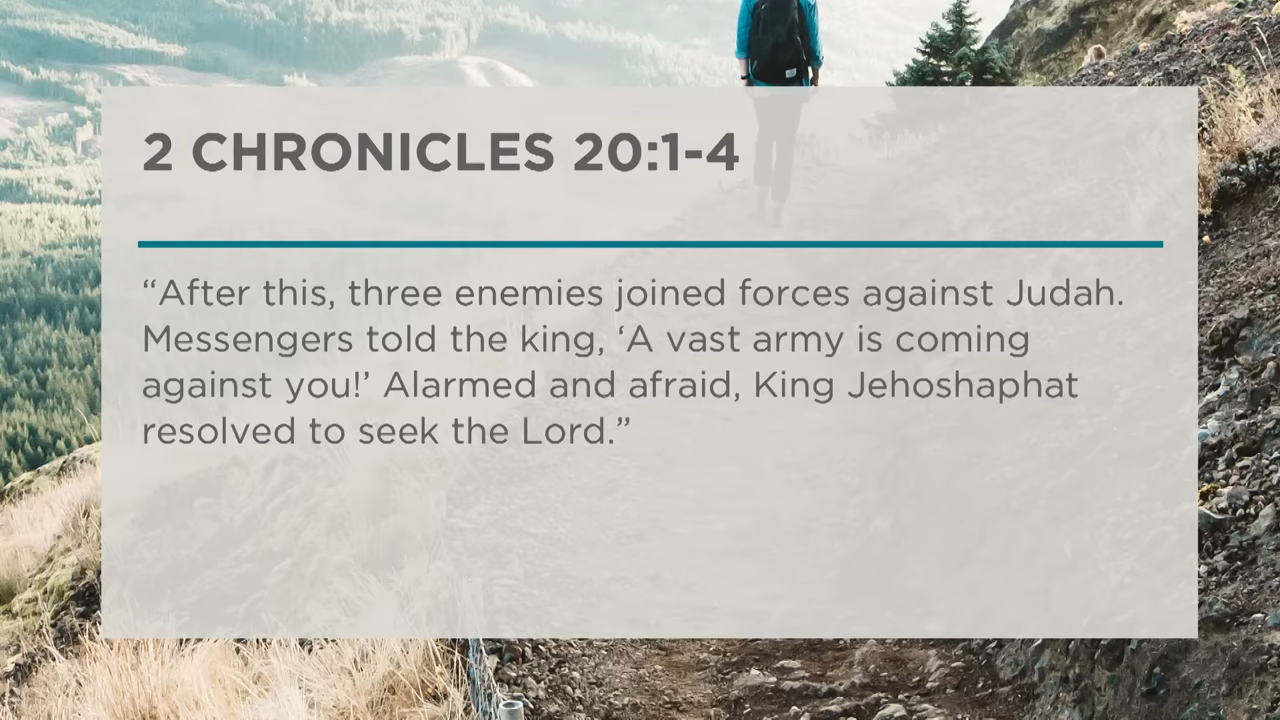 2 CHRONICLES 20:1-4
“After this, three enemies joined forces against Judah.
Messengers told the king, ‘A vast army is coming
against you!’ Alarmed and afraid, King Jehoshaphat
resolved to seek the Lord.”